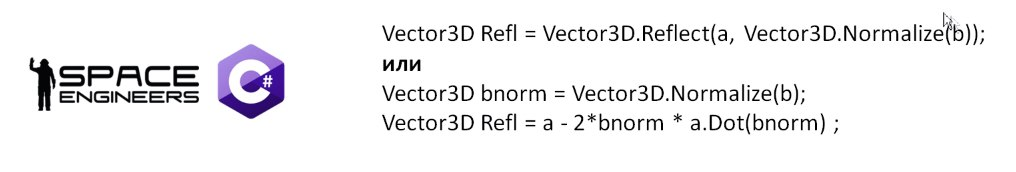 SPACE
ENGINEERS
C#
Vector3D Refl = Vector3D.Reflect(a, Vector3D.Normalize(b));
или
Vector3D bnorm = Vector3D.Normalize(b);
Vector3D Refl = a - 2*bnorm * a.Dot(bnorm) ;